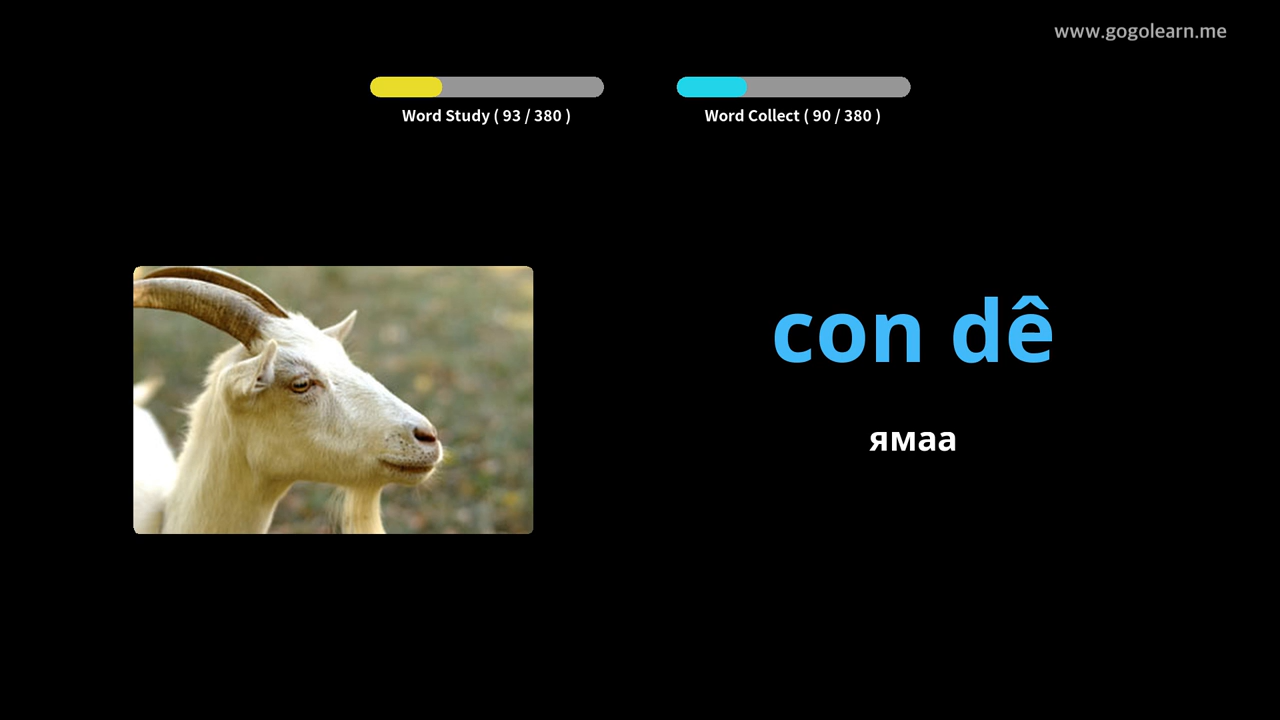 www.gogolearn.me
Word Study ( 93 / 380 )
Word Collect ( 90 / 380 )
con dê
ямаа